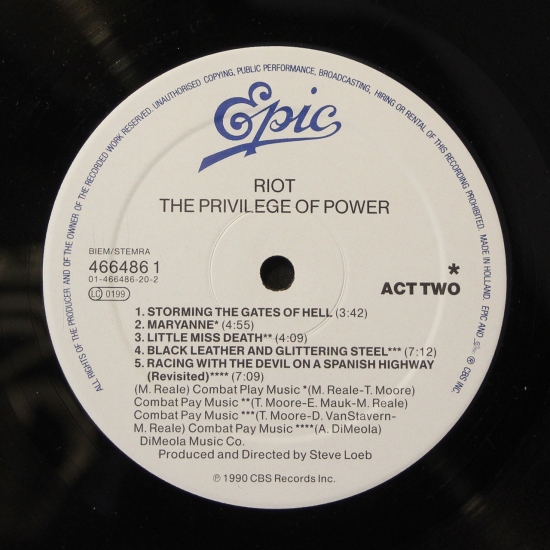 ALL RIGHTS OF THE PRODUCER AND OF THE OWNER OF THE RECORDED WORK RESERVED. UNAUTHORISED COPYING, PUBLIC PERFORMANCE, BROADCASTING, HIRING OR RENTAL OF THIS RECORDING PROHIBITED. MADE IN HOLLAND. EPIC AND ℗ CBS INC
Epic
RIOT
THE PRIVILEGE OF POWER
BIEM/STEMRA
466486 1
01-466486-20-2
LC 0199
*
ACT TWO
1. STORMING THE GATES OF HELL (3:42)
2. MARYANNE* (4:55)
3. LITTLE MISS DEATH** (4:09)
4. BLACK LEATHER AND GLITTERING STEEL*** (7:12)
5. RACING WITH THE DEVIL ON A SPANISH HIGHWAY
(Revisited)**** (7:09)
(M. Reale) Combat Play Music *(M. Reale-T. Moore)
Combat Pay Music **(T. Moore-E. Mauk-M. Reale)
Combat Pay Music ***(T. Moore-D. VanStavern-
M. Reale) Combat Pay Music ****(A. DiMeola)
DiMeola Music Co.
Produced and Directed by Steve Loeb
℗ 1990 CBS Records Inc.